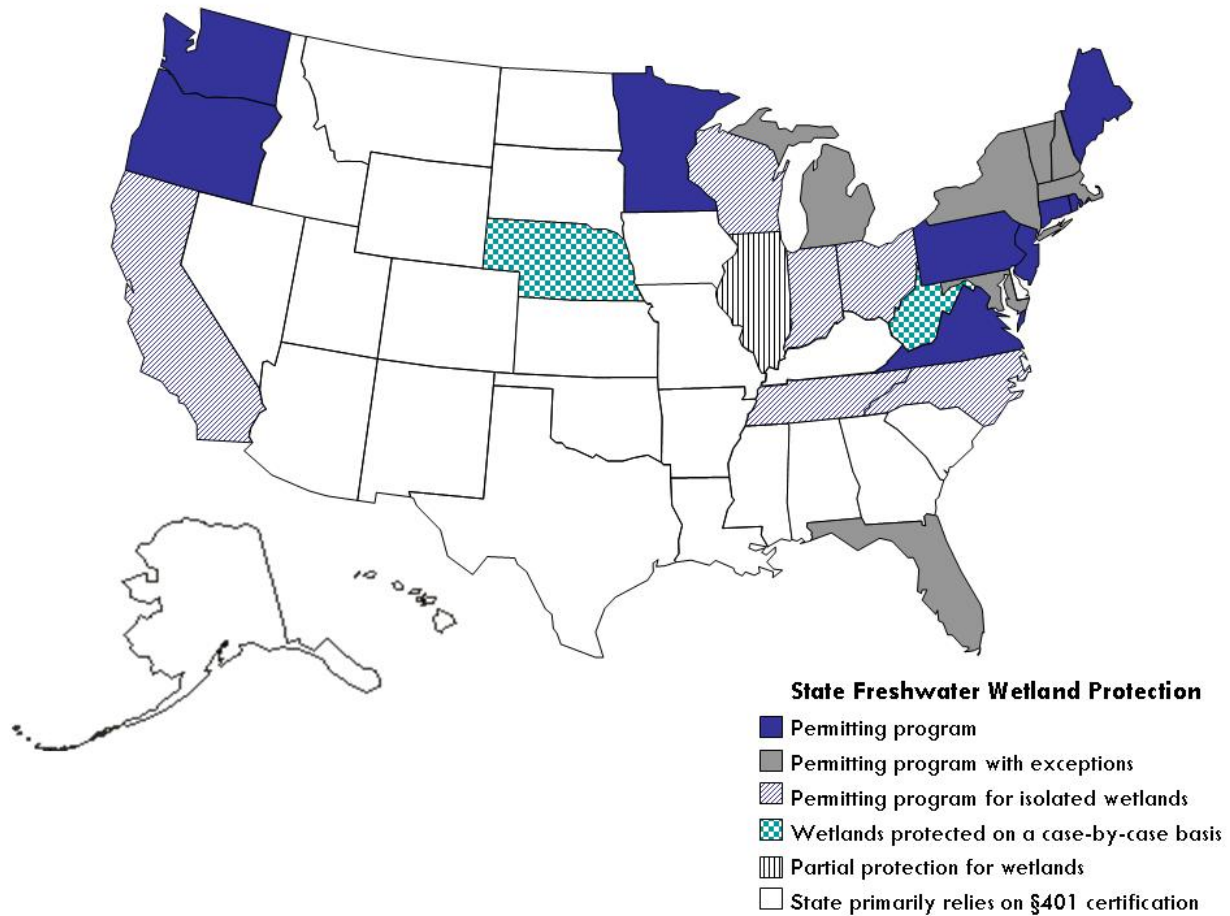 State Freshwater Wetland Protection
Permitting program
Permitting program with exceptions
Permitting program for isolated wetlands
Wetlands protected on a case-by-case basis
Partial protection for wetlands
State primarily relies on §401 certification